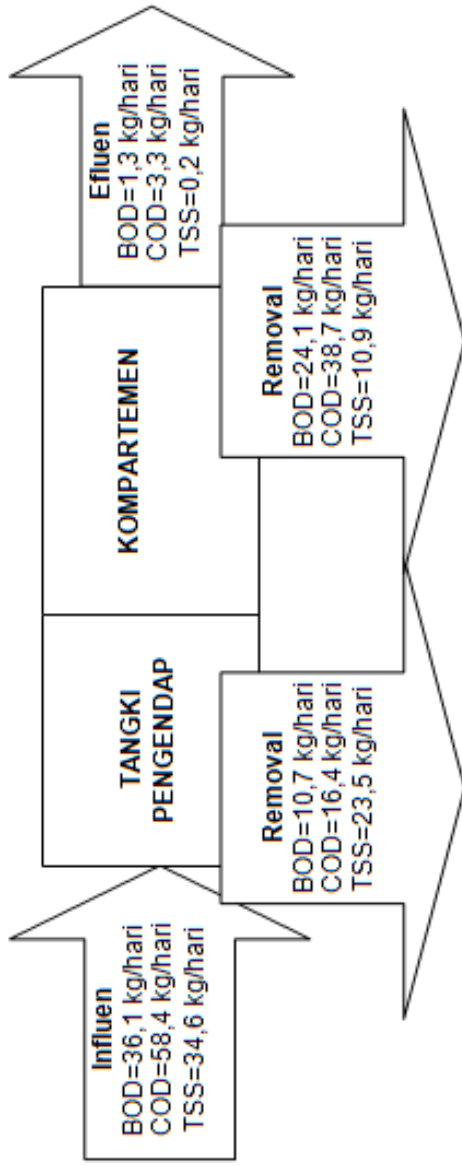 Influen
BOD=36,1 kg/hari
COD=58,4 kg/hari
TSS=34,6 kg/hari
TANGKI
PENGENDAP
Removal
BOD=10,7 kg/hari
COD=16,4 kg/hari
TSS=23,5 kg/hari
KOMPARTEMEN
Removal
BOD=24,1 kg/hari
COD=38,7 kg/hari
TSS=10,9 kg/hari
Efluen
BOD=1,3 kg/hari
COD=3,3 kg/hari
TSS=0,2 kg/hari